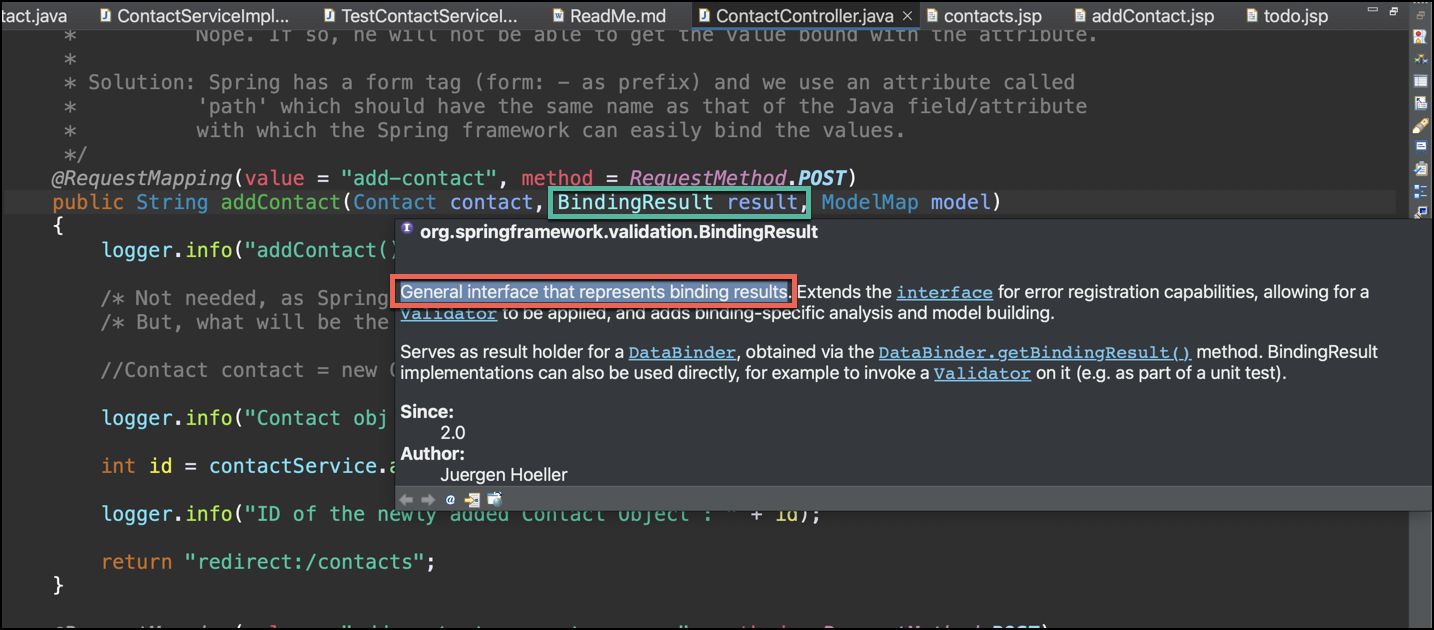 tact.java ContactServiceImpl... TestContactServiceI... ReadMe.md ContactController.java × contacts.jsp addContact.jsp todo.jsp
* Nope. If so, he will not be able to get the value bound with the attribute.
*
* Solution: Spring has a form tag (form: - as prefix) and we use an attribute called
* 'path' which should have the same name as that of the Java field/attribute
* with which the Spring framework can easily bind the values.
*/
@RequestMapping(value = "add-contact", method = RequestMethod.POST)
public String addContact(Contact contact, BindingResult result, ModelMap model)
{
org.springframework.validation.BindingResult
logger.info("addContact()
General interface that represents binding results. Extends the interface for error registration capabilities, allowing for a
/* Not needed, as Spring
Validator to be applied, and adds binding-specific analysis and model building.
/* But, what will be the
Serves as result holder for a DataBinder, obtained via the DataBinder.getBindingResult() method. BindingResult
//Contact contact = new
implementations can also be used directly, for example to invoke a Validator on it (e.g. as part of a unit test).
Since:
logger.info("Contact obj
2.0
Author:
int id = contactService.a
Juergen Hoeller
@
logger.info("ID of the newly added Contact Object : " + id);
return "redirect:/contacts";
}